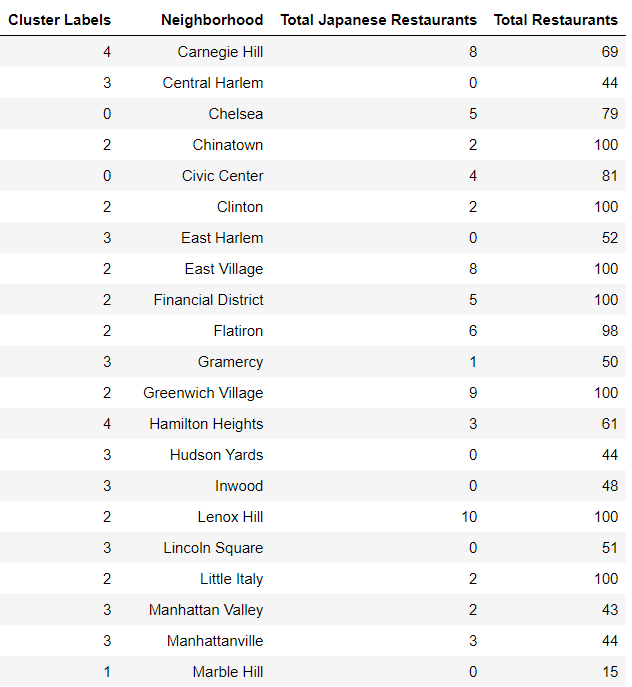 Cluster Labels Neighborhood Total Japanese Restaurants Total Restaurants
4 Carnegie Hill 8 69
3 Central Harlem 0 44
0 Chelsea 5 79
2 Chinatown 2 100
0 Civic Center 4 81
2 Clinton 2 100
3 East Harlem 0 52
2 East Village 8 100
2 Financial District 5 100
2 Flatiron 6 98
3 Gramercy 1 50
2 Greenwich Village 9 100
4 Hamilton Heights 3 61
3 Hudson Yards 0 44
3 Inwood 0 48
2 Lenox Hill 10 100
3 Lincoln Square 0 51
2 Little Italy 2 100
3 Manhattan Valley 2 43
3 Manhattanville 3 44
1 Marble Hill 0 15